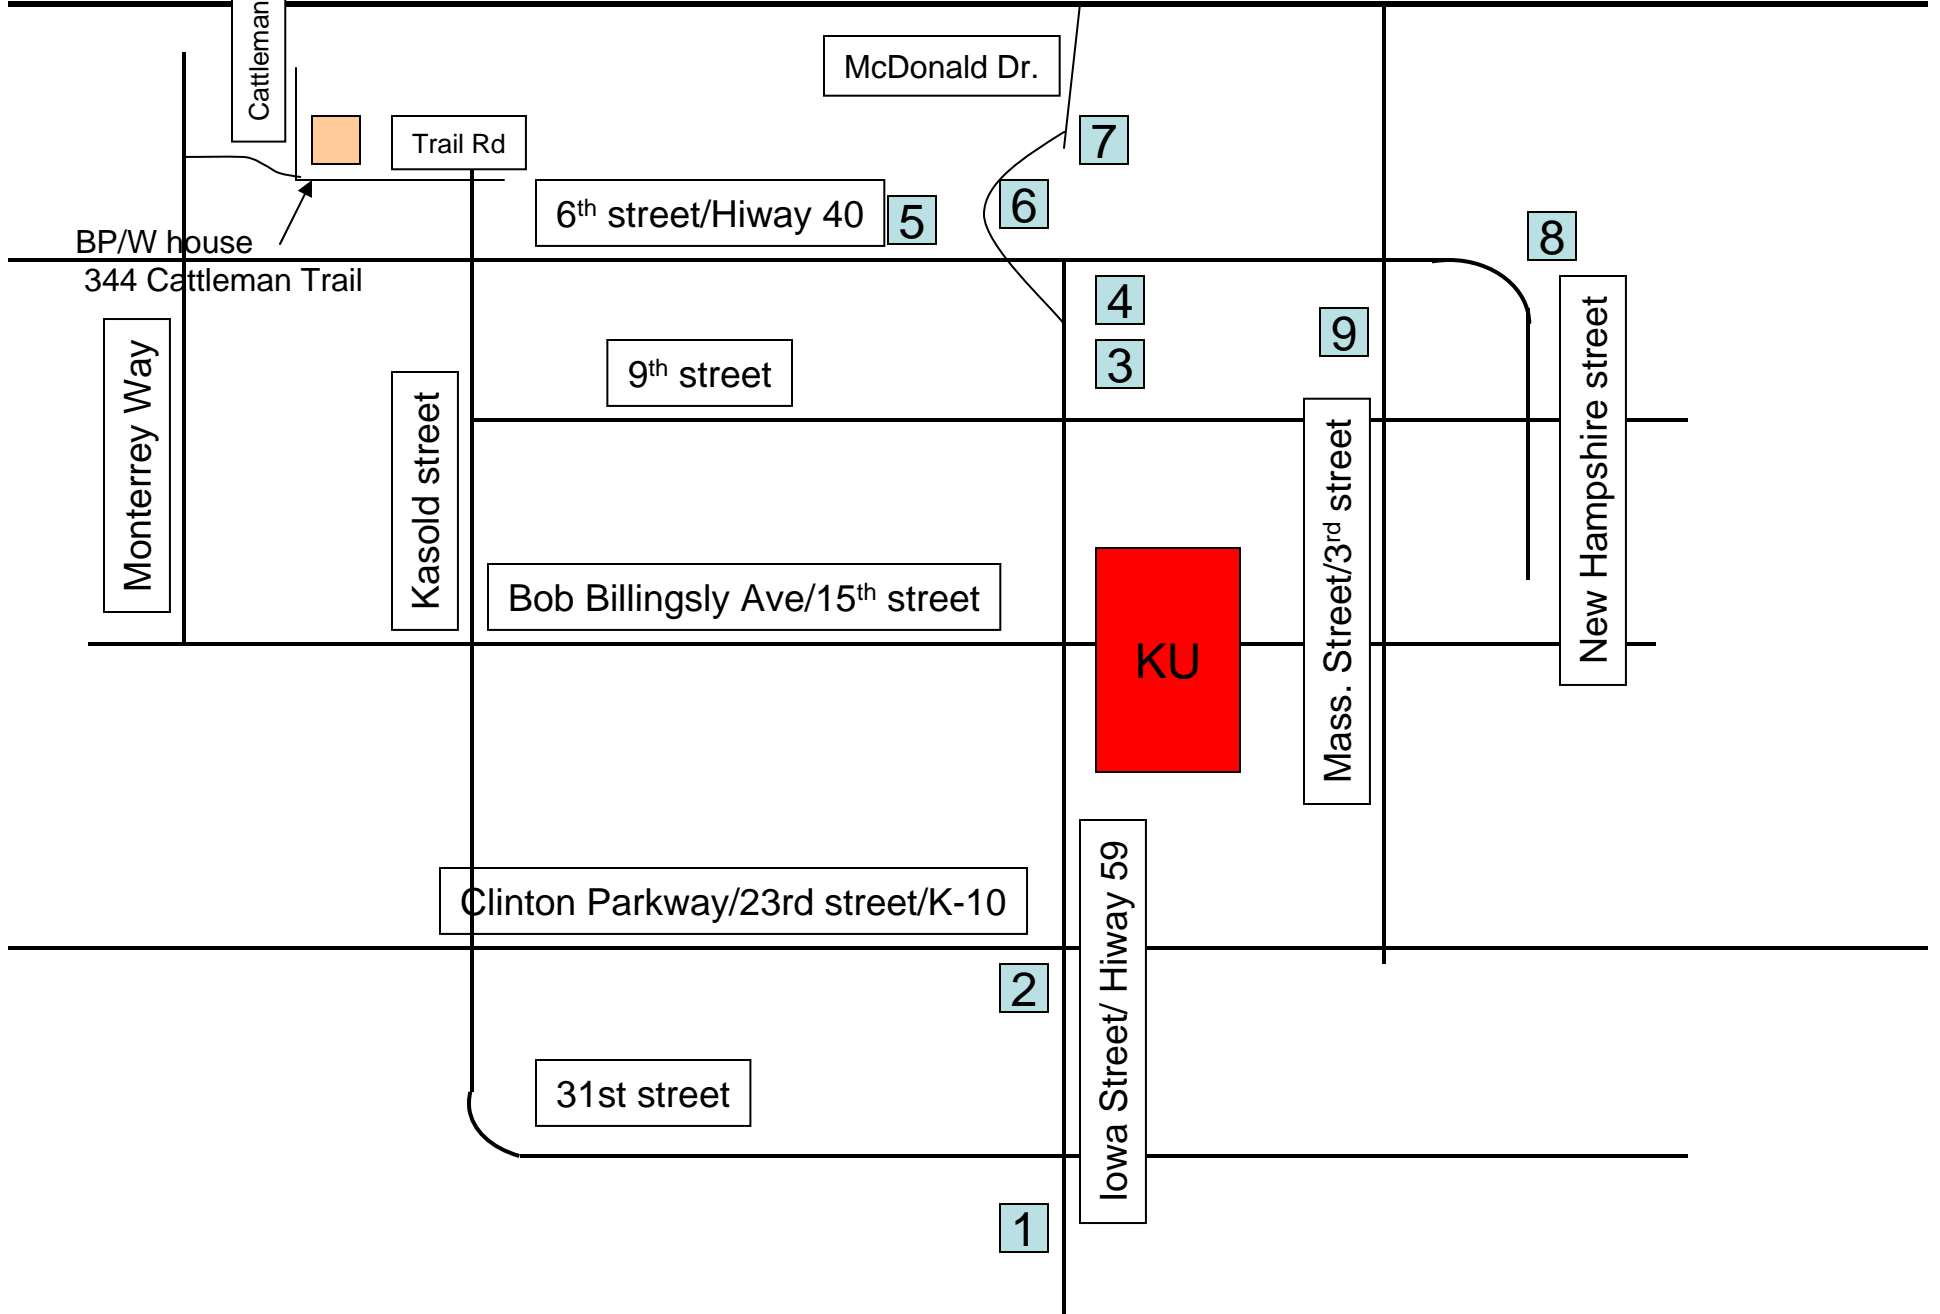 Cattleman
McDonald Dr.
Trail Rd
7
6th street/Hiway 40
5
6
8
BP/W house
344 Cattleman Trail
4
9
3
9th street
Monterrey Way
Kasold street
Mass. Street/3rd street
New Hampshire street
Bob Billingsly Ave/15th street
KU
Clinton Parkway/23rd street/K-10
Iowa Street/ Hiway 59
2
31st street
1